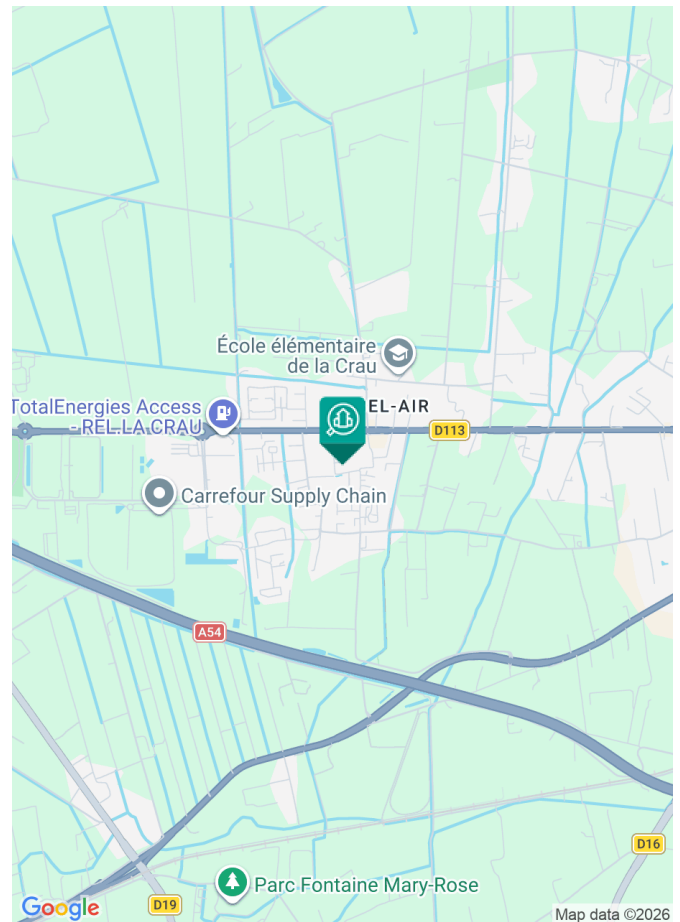 École élémentaire
de la Crau
TotalEnergies Access
- REL.LA CRAU
EL-AIR
D113
Carrefour Supply Chain
A54
D16
Parc Fontaine Mary-Rose
D19
Google
Map data ©2026